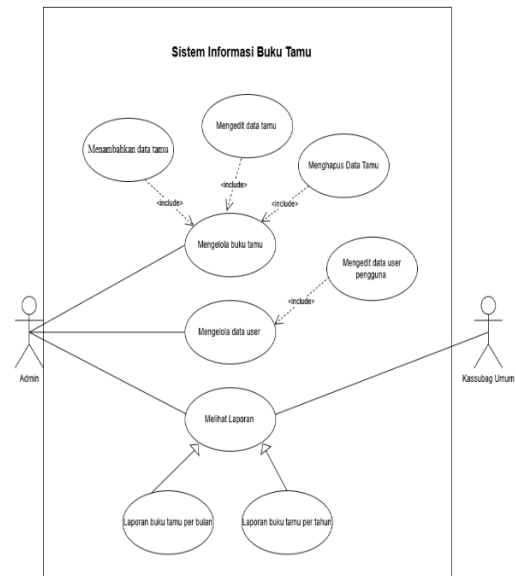 Sistem Informasi Buku Tamu
Mengedit data tamu
Menambahkan data tamu
Menghapus Data Tamu
<include>
<include>
<include>
Mengelola buku tamu
Mengedit data user
pengguna
<include>
Mengelola data user
Admin
Kassubag Umum
Melihat Laporan
Laporan buku tamu per bulan
Laporan buku tamu per tahun